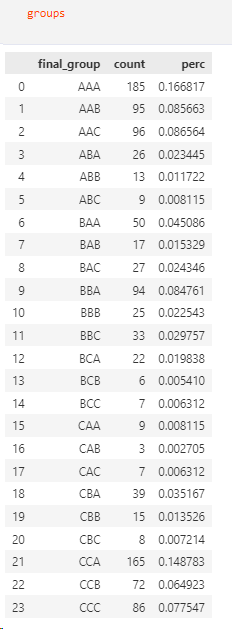 groups
final_group count perc
0 AAA 185 0.166817
1 AAB 95 0.085663
2 AAC 96 0.086564
3 ABA 26 0.023445
4 ABB 13 0.011722
5 ABC 9 0.008115
6 BAA 50 0.045086
7 BAB 17 0.015329
8 BAC 27 0.024346
9 BBA 94 0.084761
10 BBB 25 0.022543
11 BBC 33 0.029757
12 BCA 22 0.019838
13 BCB 6 0.005410
14 BCC 7 0.006312
15 CAA 9 0.008115
16 CAB 3 0.002705
17 CAC 7 0.006312
18 CBA 39 0.035167
19 CBB 15 0.013526
20 CBC 8 0.007214
21 CCA 165 0.148783
22 CCB 72 0.064923
23 CCC 86 0.077547